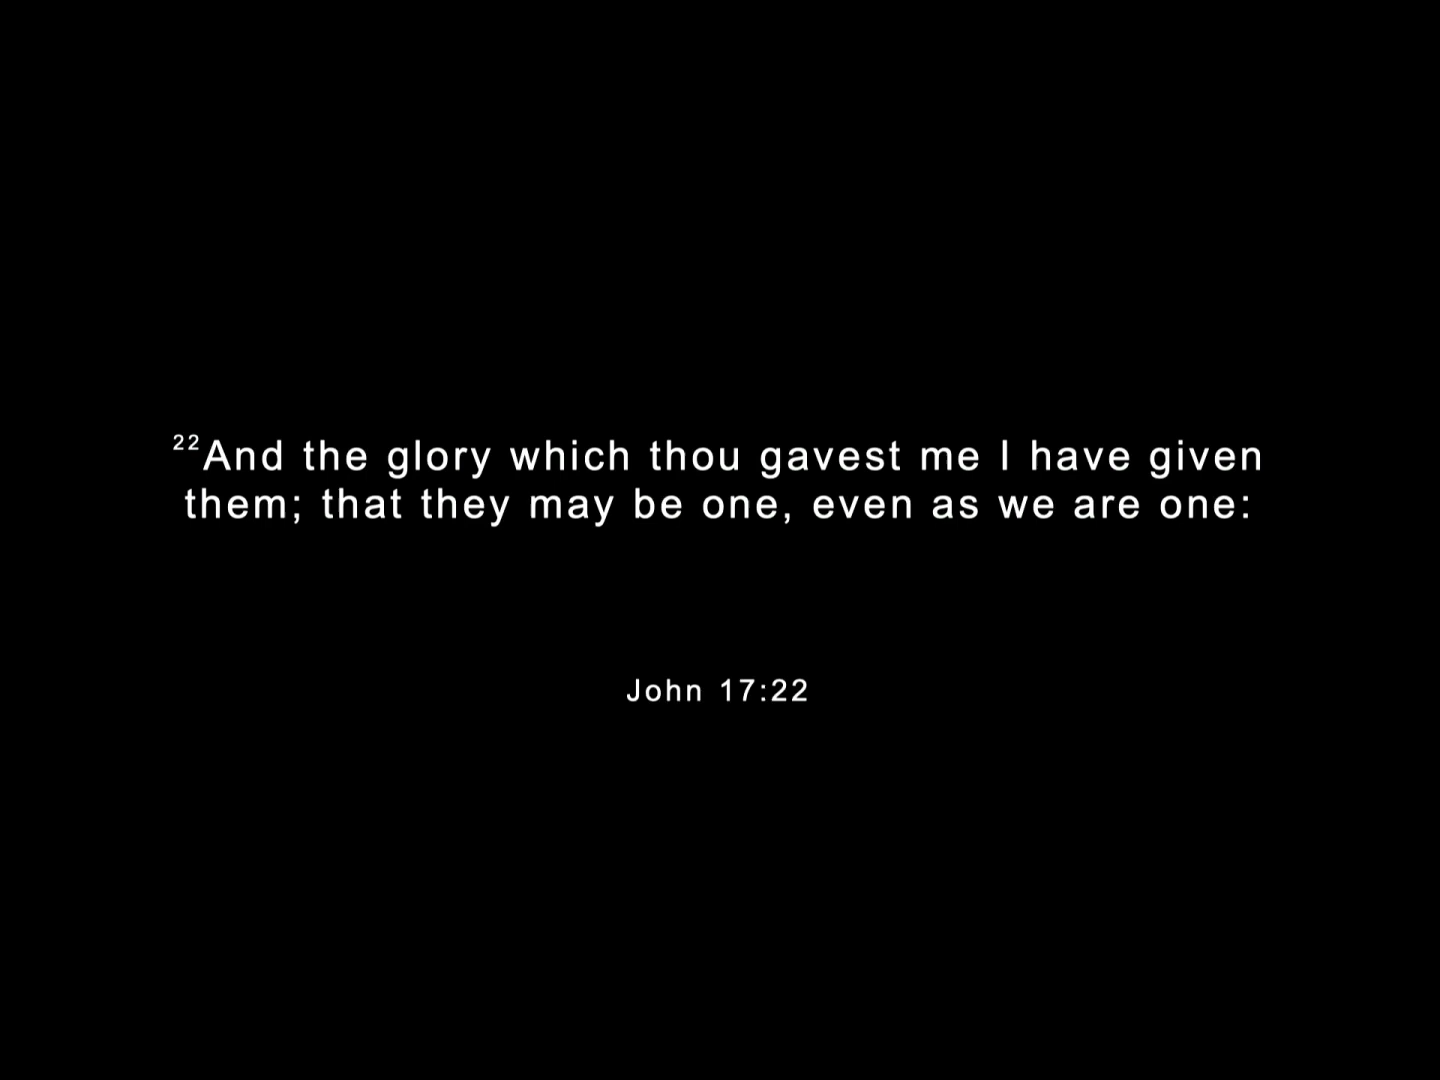 22And the glory which thou gavest me I have given
them; that they may be one, even as we are one:
John 17:22